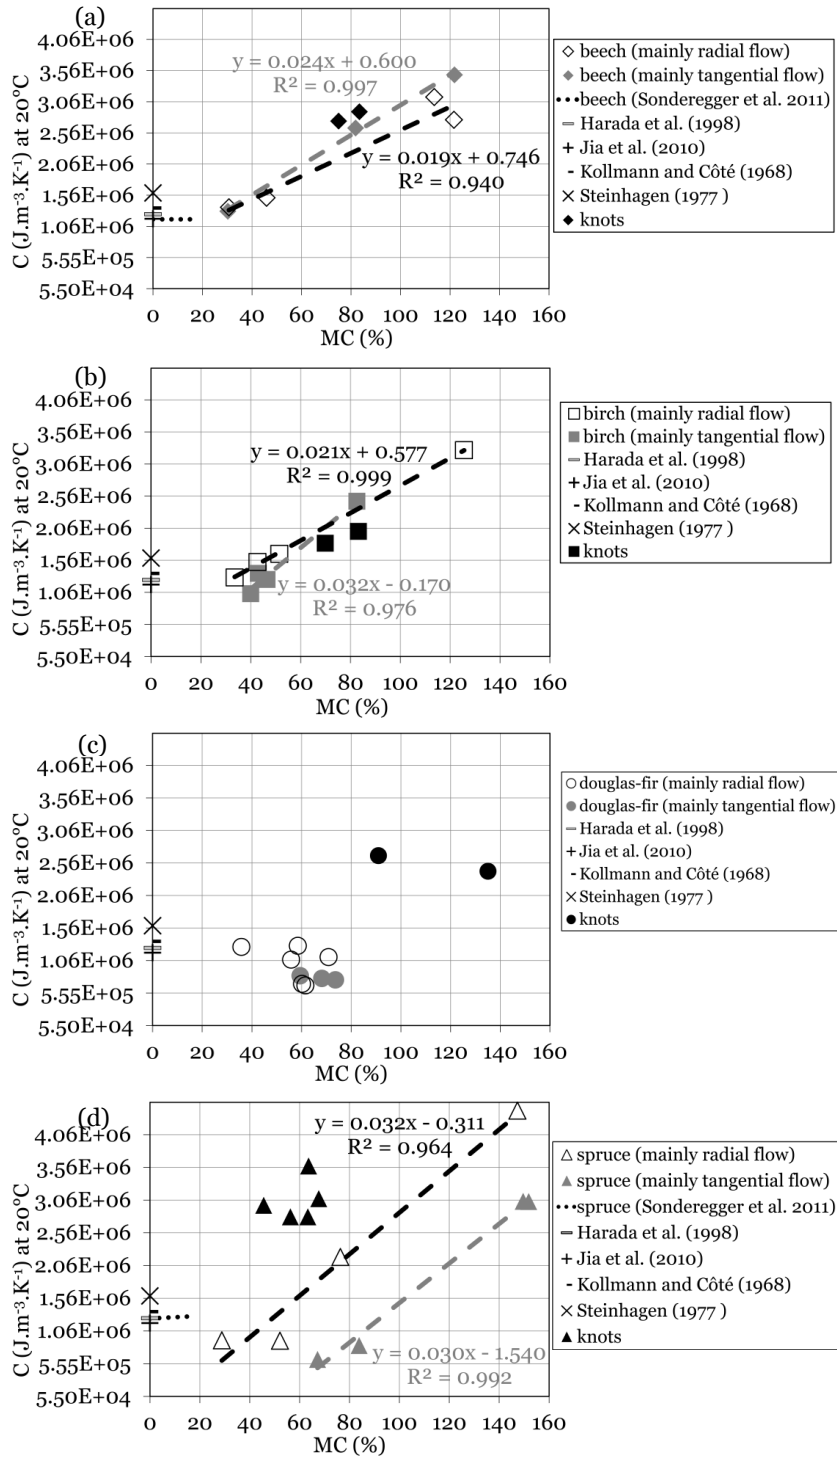 (a)
C (J.m⁻³.K⁻¹) at 20°C
4.06E+06
3.56E+06
3.06E+06
2.56E+06
2.06E+06
1.56E+06
1.06E+06
5.55E+05
5.50E+04
y = 0.024x + 0.600
R² = 0.997
y = 0.019x + 0.746
R² = 0.940
0 20 40 60 80 100 120 140 160
MC (%)
beech (mainly radial flow)
beech (mainly tangential flow)
beech (Sonderegger et al. 2011)
Harada et al. (1998)
Jia et al. (2010)
Kollmann and Côté (1968)
Steinhagen (1977 )
knots
(b)
C (J.m⁻³.K⁻¹) at 20°C
4.06E+06
3.56E+06
3.06E+06
2.56E+06
2.06E+06
1.56E+06
1.06E+06
5.55E+05
5.50E+04
y = 0.021x + 0.577
R² = 0.999
y = 0.032x - 0.170
R² = 0.976
0 20 40 60 80 100 120 140 160
MC (%)
birch (mainly radial flow)
birch (mainly tangential flow)
Harada et al. (1998)
Jia et al. (2010)
Kollmann and Côté (1968)
Steinhagen (1977 )
knots
(c)
C (J.m⁻³.K⁻¹) at 20°C
4.06E+06
3.56E+06
3.06E+06
2.56E+06
2.06E+06
1.56E+06
1.06E+06
5.55E+05
5.50E+04
0 20 40 60 80 100 120 140 160
MC (%)
douglas-fir (mainly radial flow)
douglas-fir (mainly tangential flow)
Harada et al. (1998)
Jia et al. (2010)
Kollmann and Côté (1968)
Steinhagen (1977 )
knots
(d)
C (J.m⁻³.K⁻¹) at 20°C
4.06E+06
3.56E+06
3.06E+06
2.56E+06
2.06E+06
1.56E+06
1.06E+06
5.55E+05
5.50E+04
y = 0.032x - 0.311
R² = 0.964
y = 0.030x - 1.540
R² = 0.992
0 20 40 60 80 100 120 140 160
MC (%)
spruce (mainly radial flow)
spruce (mainly tangential flow)
spruce (Sonderegger et al. 2011)
Harada et al. (1998)
Jia et al. (2010)
Kollmann and Côté (1968)
Steinhagen (1977 )
knots